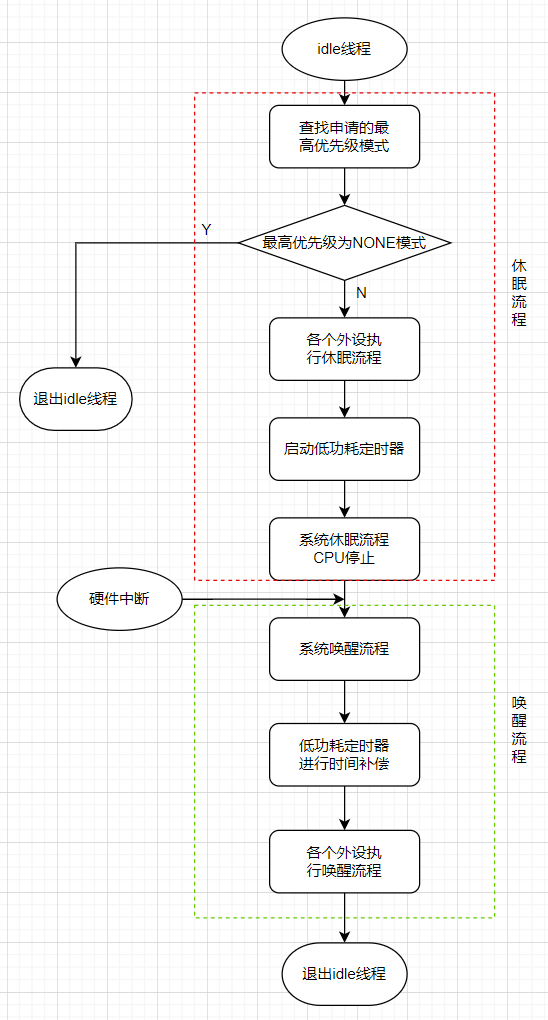 idle线程
查找申请的最
高优先级模式
Y
最高优先级为NONE模式
N
休
眠
流
程
各个外设执
行休眠流程
退出idle线程
启动低功耗定时器
系统休眠流程
CPU停止
硬件中断
系统唤醒流程
唤
醒
流
程
低功耗定时器
进行时间补偿
各个外设执
行唤醒流程
退出idle线程